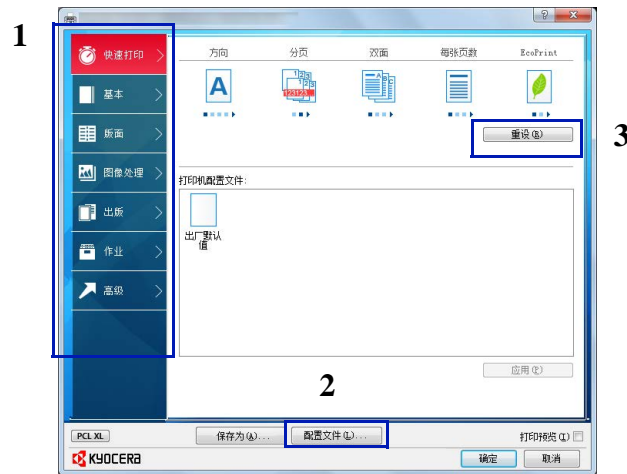 1
快速打印
基本
版面
图像处理
出版
作业
高级
方向 分页 双面 每张页数 EcoPrint
A
123123
重设(R)
3
打印机配置文件:
出厂默认
值
应用(P)
2
PCL XL
保存为(A)... 配置文件(L)... 打印预览(I)
KYOCERA
确定 取消